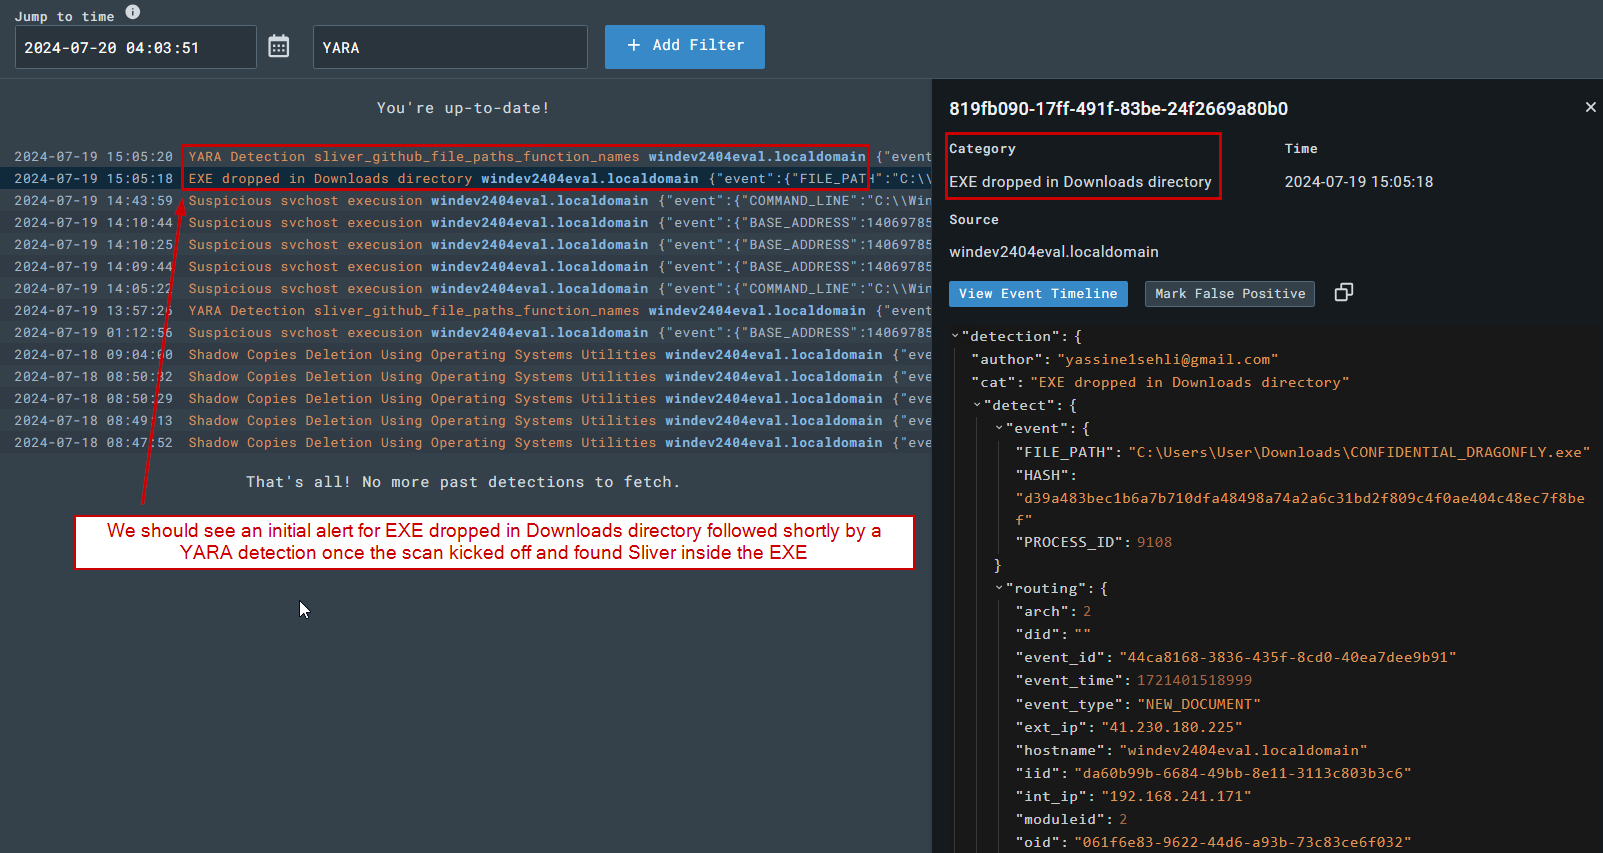 Jump to time
2024-07-20 04:03:51
YARA
+ Add Filter
You're up-to-date!
2024-07-19 15:05:20 YARA Detection sliver_github_file_paths_function_names windev2404eval.localdomain {"event
2024-07-19 15:05:18 EXE dropped in Downloads directory windev2404eval.localdomain {"event":{"FILE_PATH":"C:\\
2024-07-19 14:43:59 Suspicious svchost execusion windev2404eval.localdomain {"event":{"COMMAND_LINE":"C:\\Win
2024-07-19 14:10:44 Suspicious svchost execusion windev2404eval.localdomain {"event":{"BASE_ADDRESS":14069785
2024-07-19 14:10:25 Suspicious svchost execusion windev2404eval.localdomain {"event":{"BASE_ADDRESS":14069785
2024-07-19 14:09:44 Suspicious svchost execusion windev2404eval.localdomain {"event":{"BASE_ADDRESS":14069785
2024-07-19 14:05:22 Suspicious svchost execusion windev2404eval.localdomain {"event":{"COMMAND_LINE":"C:\\Win
2024-07-19 13:57:26 YARA Detection sliver_github_file_paths_function_names windev2404eval.localdomain {"event
2024-07-19 01:12:56 Suspicious svchost execusion windev2404eval.localdomain {"event":{"BASE_ADDRESS":14069785
2024-07-18 09:04:00 Shadow Copies Deletion Using Operating Systems Utilities windev2404eval.localdomain {"eve
2024-07-18 08:50:32 Shadow Copies Deletion Using Operating Systems Utilities windev2404eval.localdomain {"eve
2024-07-18 08:50:29 Shadow Copies Deletion Using Operating Systems Utilities windev2404eval.localdomain {"eve
2024-07-18 08:49:13 Shadow Copies Deletion Using Operating Systems Utilities windev2404eval.localdomain {"eve
2024-07-18 08:47:52 Shadow Copies Deletion Using Operating Systems Utilities windev2404eval.localdomain {"eve
That's all! No more past detections to fetch.
We should see an initial alert for EXE dropped in Downloads directory followed shortly by a
YARA detection once the scan kicked off and found Sliver inside the EXE
819fb090-17ff-491f-83be-24f2669a80b0
Category
Time
EXE dropped in Downloads directory
2024-07-19 15:05:18
Source
windev2404eval.localdomain
View Event Timeline
Mark False Positive
"detection": {
"author": "yassine1sehli@gmail.com"
"cat": "EXE dropped in Downloads directory"
"detect": {
"event": {
"FILE_PATH": "C:\Users\User\Downloads\CONFIDENTIAL_DRAGONFLY.exe"
"HASH":
"d39a483bec1b6a7b710dfa48498a74a2a6c31bd2f809c4f0ae404c48ec7f8be
f"
"PROCESS_ID": 9108
}
"routing": {
"arch": 2
"did": ""
"event_id": "44ca8168-3836-435f-8cd0-40ea7dee9b91"
"event_time": 1721401518999
"event_type": "NEW_DOCUMENT"
"ext_ip": "41.230.180.225"
"hostname": "windev2404eval.localdomain"
"iid": "da60b99b-6684-49bb-8e11-3113c803b3c6"
"int_ip": "192.168.241.171"
"moduleid": 2
"oid": "061f6e83-9622-44d6-a93b-73c83ce6f032"